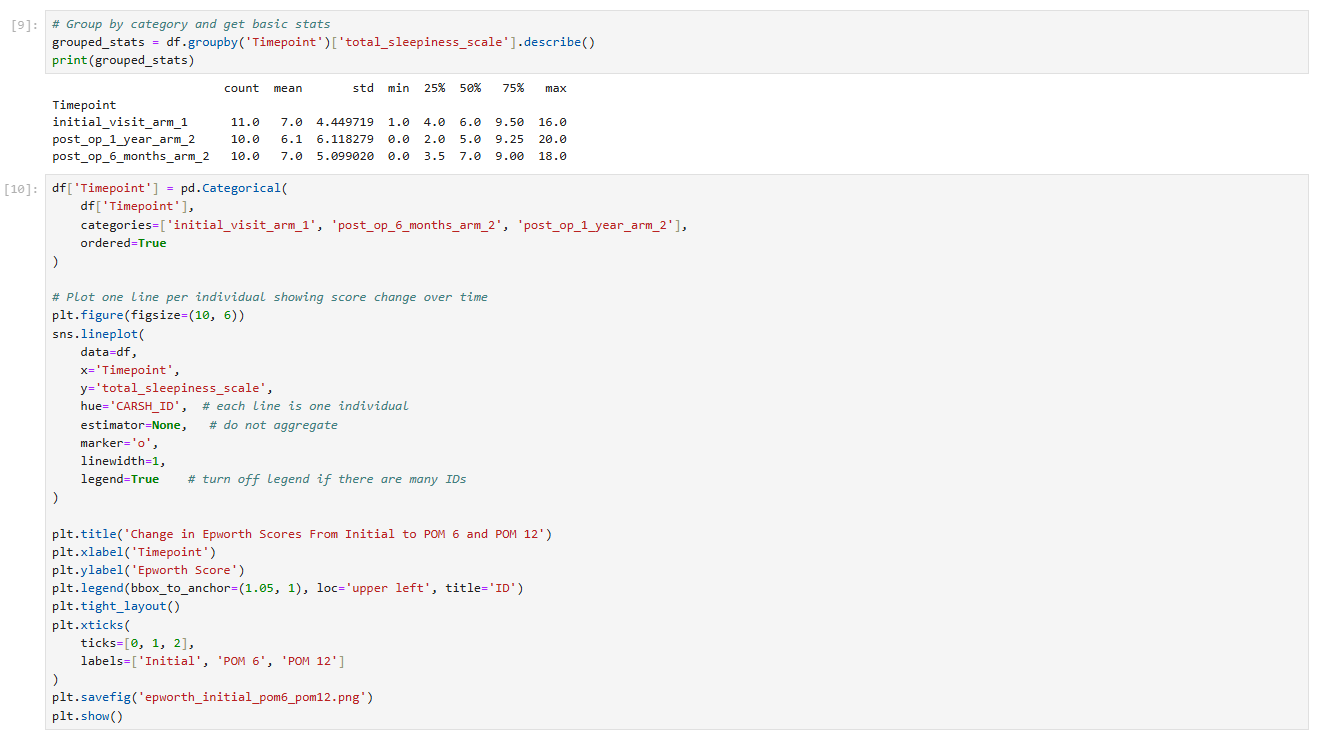 [9]:
# Group by category and get basic stats
grouped_stats = df.groupby('Timepoint')['total_sleepiness_scale'].describe()
print(grouped_stats)
                        count  mean       std  min  25%  50%   75%   max
Timepoint
initial_visit_arm_1      11.0   7.0  4.449719  1.0  4.0  6.0  9.50  16.0
post_op_1_year_arm_2     10.0   6.1  6.118279  0.0  2.0  5.0  9.25  20.0
post_op_6_months_arm_2   10.0   7.0  5.099020  0.0  3.5  7.0  9.00  18.0
[10]:
df['Timepoint'] = pd.Categorical(
    df['Timepoint'],
    categories=['initial_visit_arm_1', 'post_op_6_months_arm_2', 'post_op_1_year_arm_2'],
    ordered=True
)
# Plot one line per individual showing score change over time
plt.figure(figsize=(10, 6))
sns.lineplot(
    data=df,
    x='Timepoint',
    y='total_sleepiness_scale',
    hue='CARSH_ID',  # each line is one individual
    estimator=None,   # do not aggregate
    marker='o',
    linewidth=1,
    legend=True    # turn off legend if there are many IDs
)
plt.title('Change in Epworth Scores From Initial to POM 6 and POM 12')
plt.xlabel('Timepoint')
plt.ylabel('Epworth Score')
plt.legend(bbox_to_anchor=(1.05, 1), loc='upper left', title='ID')
plt.tight_layout()
plt.xticks(
    ticks=[0, 1, 2],
    labels=['Initial', 'POM 6', 'POM 12']
)
plt.savefig('epworth_initial_pom6_pom12.png')
plt.show()